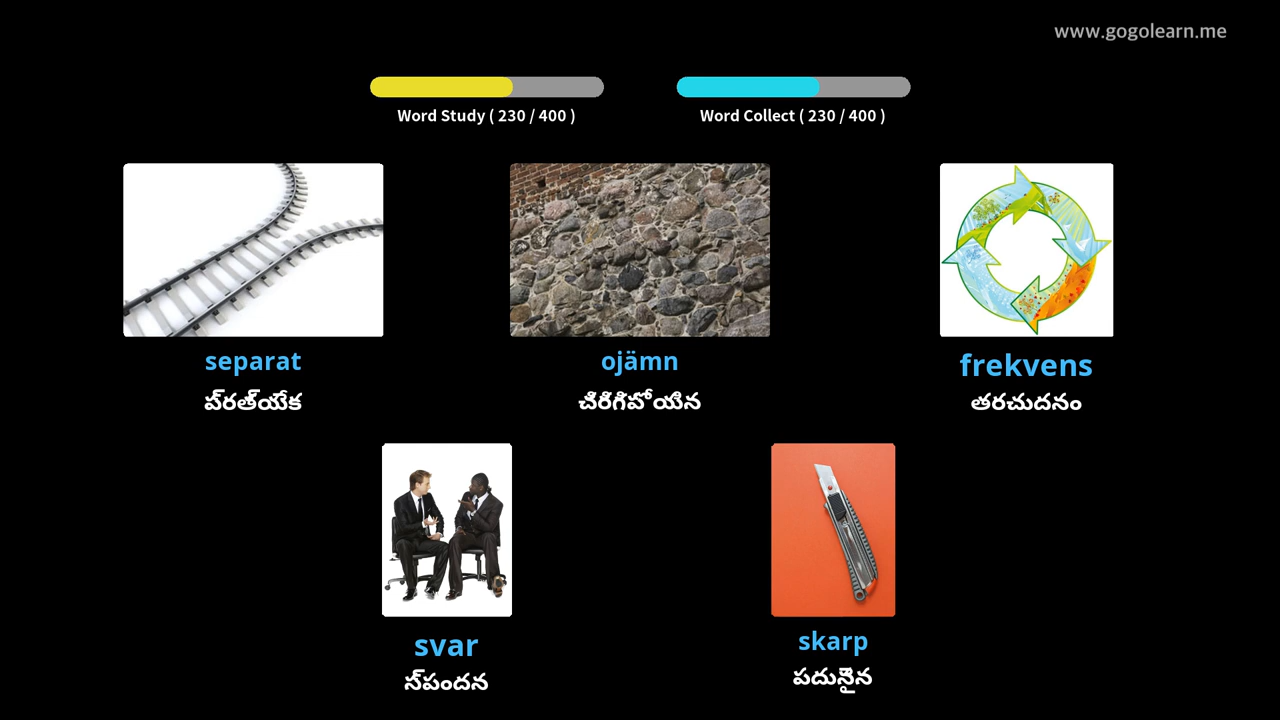 www.gogolearn.me
Word Study ( 230 / 400 )
Word Collect ( 230 / 400 )
separat
ప్రత్యేక
ojämn
చిరిగిపోయిన
frekvens
తరచుదనం
svar
స్పందన
skarp
పదునైన